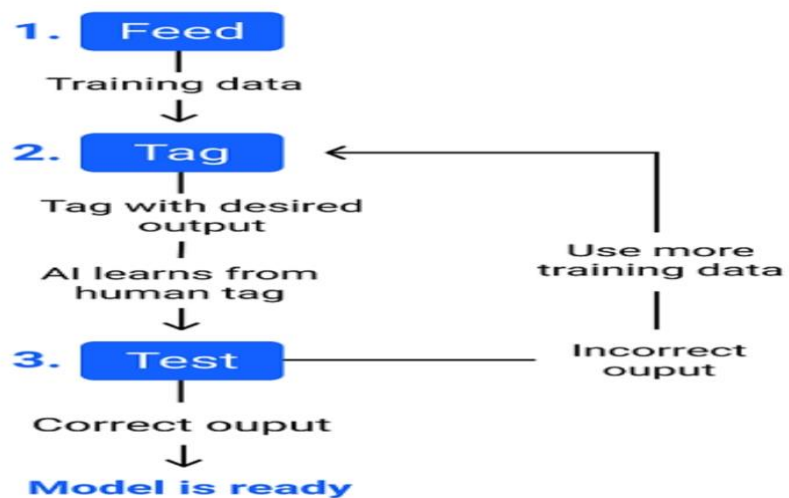 1. Feed
Training data
2. Tag
Tag with desired
output
AI learns from
human tag
Use more
training data
3. Test
Incorrect
ouput
Correct ouput
Model is ready